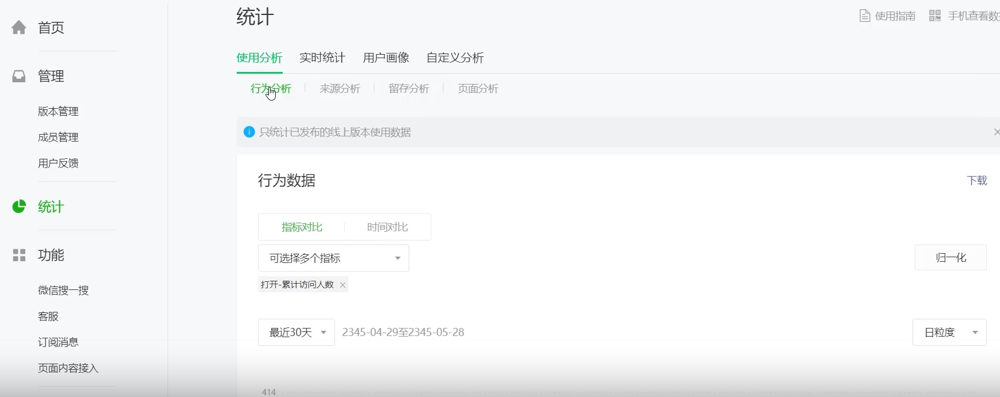 首页
管理
版本管理
成员管理
用户反馈
统计
功能
微信搜一搜
客服
订阅消息
页面内容接入
统计
使用指南 手机查看数
使用分析 实时统计 用户画像 自定义分析
行为分析 来源分析 留存分析 页面分析
只统计已发布的线上版本使用数据
行为数据 下载
指标对比 时间对比
可选择多个指标 归一化
打开-累计访问人数
最近30天 2345-04-29至2345-05-28 日粒度
414